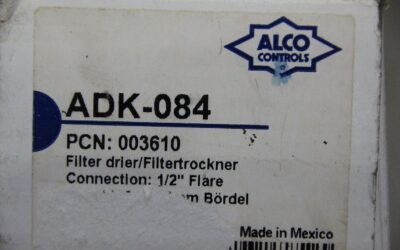 ALCO
CONTROLS
ADK-084
PCN: 003610
Filter drier/Filtertrockner
Connection: 1/2" Flare
Bördel
Made in Mexico